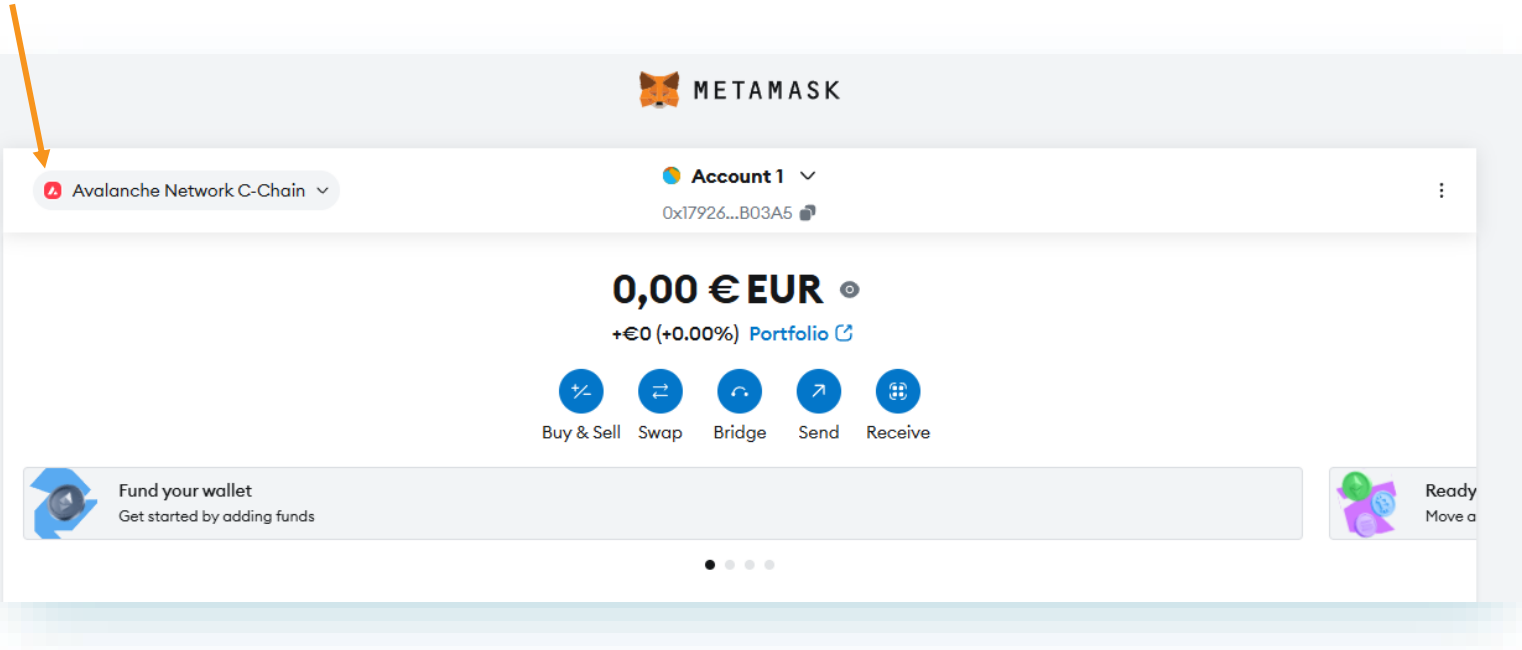 METAMASK
Avalanche Network C-Chain
Account 1
0x17926...B03A5
0,00 € EUR
+€0 (+0.00%) Portfolio
Buy & Sell Swap Bridge Send Receive
Fund your wallet
Get started by adding funds
Ready
Move a